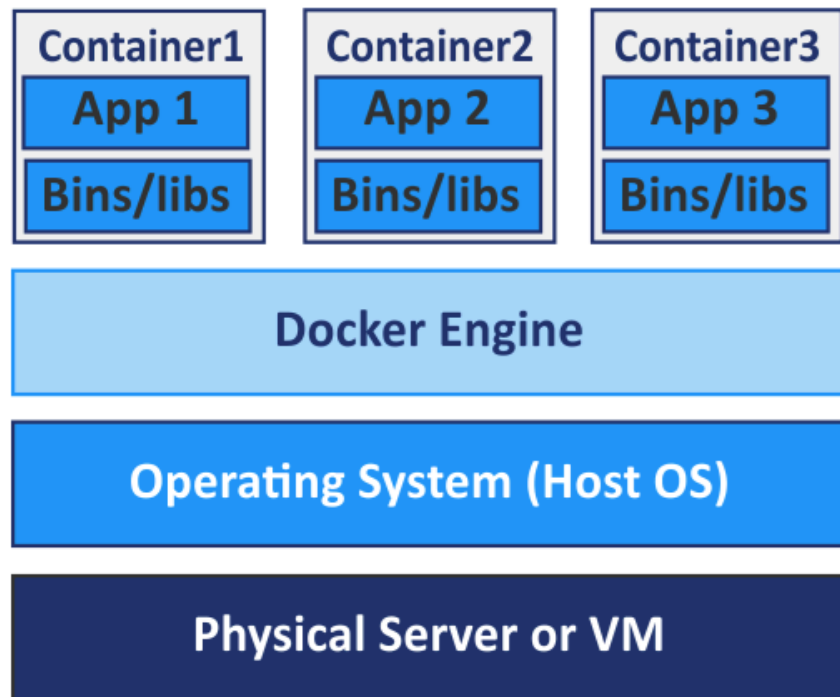 Container1 Container2 Container3
App 1 App 2 App 3
Bins/libs Bins/libs Bins/libs
Docker Engine
Operating System (Host OS)
Physical Server or VM